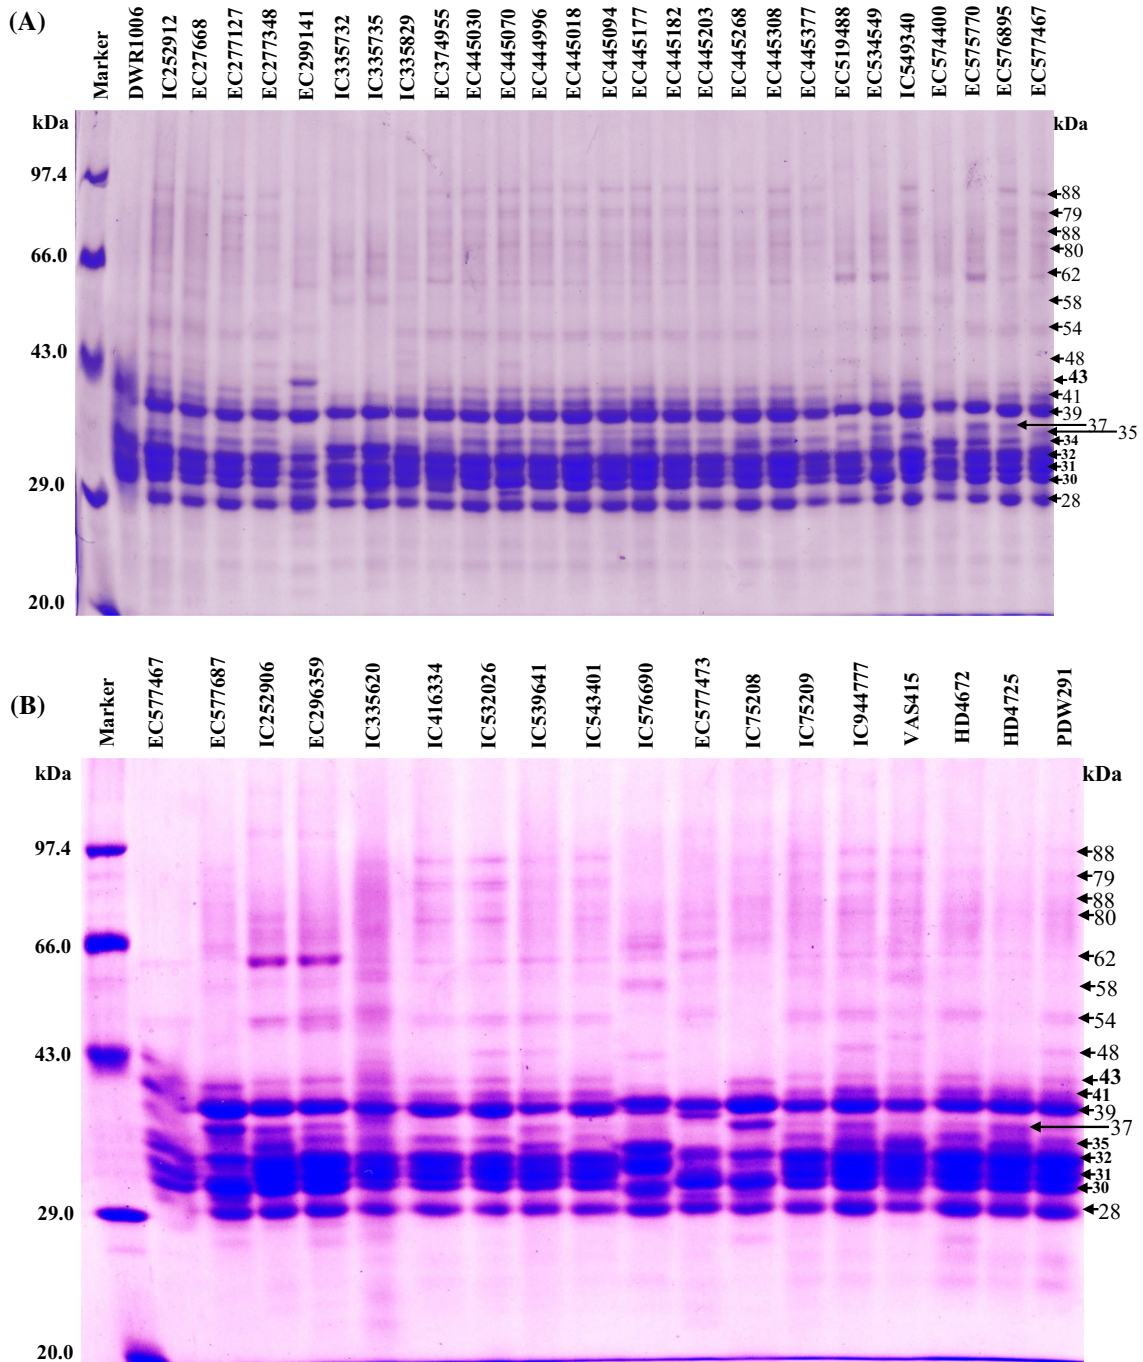 (A)
Marker
DWR1006
IC252912
EC27668
EC277127
EC277348
EC299141
IC335732
IC335735
IC335829
EC374955
EC445030
EC445070
EC444996
EC445018
EC445094
EC445177
EC445182
EC445203
EC445268
EC445308
EC445377
EC519488
EC534549
IC549340
EC574400
EC575770
EC576895
EC577467
kDa
kDa
97.4
66.0
43.0
29.0
20.0
88
79
88
80
62
58
54
48
43
41
39
37
35
34
32
31
30
28
(B)
Marker
EC577467
EC577687
IC252906
EC296359
IC335620
IC416334
IC532026
IC539641
IC543401
IC576690
EC577473
IC75208
IC75209
IC944777
VAS415
HD4672
HD4725
PDW291
kDa
kDa
97.4
66.0
43.0
29.0
20.0
88
79
88
80
62
58
54
48
43
41
39
37
35
32
31
30
28